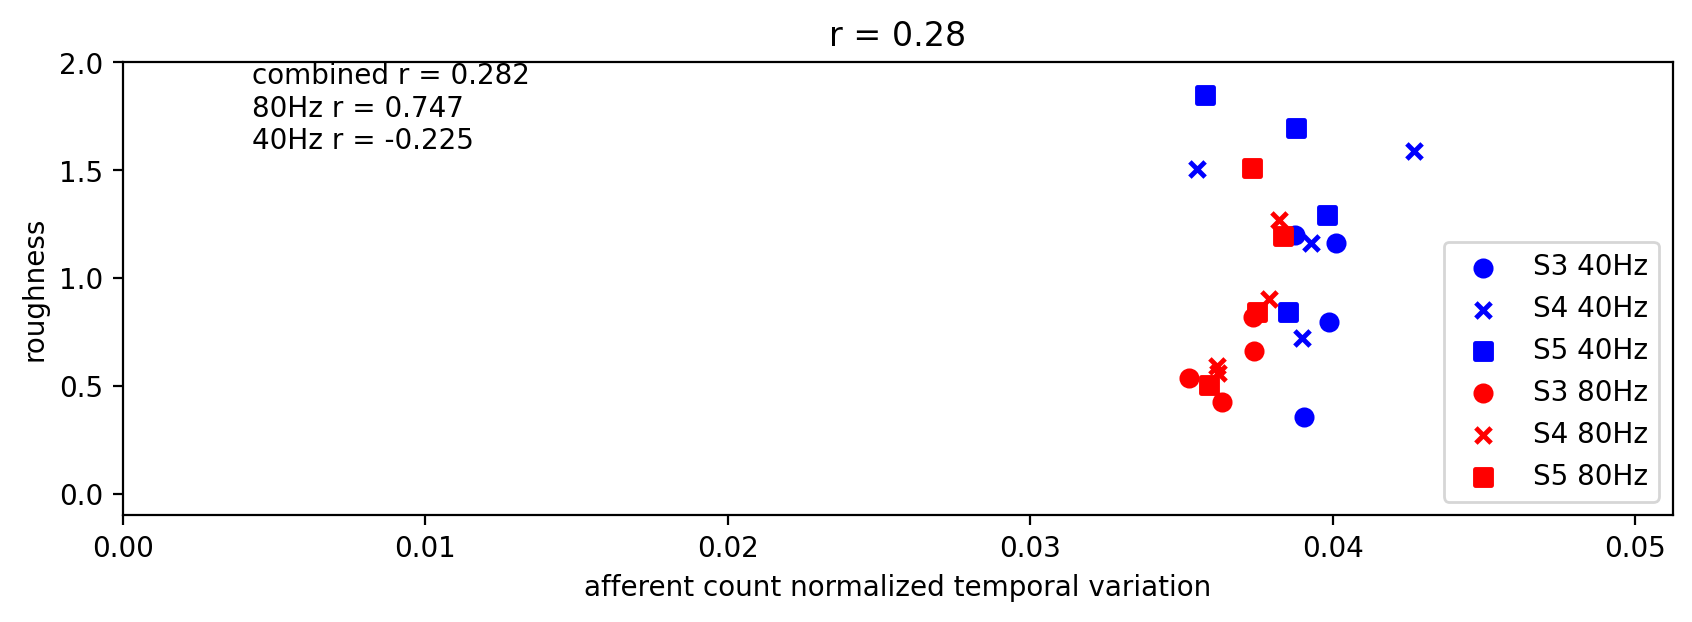 r = 0.28
combined r = 0.282
80Hz r = 0.747
40Hz r = -0.225
2.0
1.5
1.0
0.5
0.0
roughness
S3 40Hz
S4 40Hz
S5 40Hz
S3 80Hz
S4 80Hz
S5 80Hz
0.00 0.01 0.02 0.03 0.04 0.05
afferent count normalized temporal variation